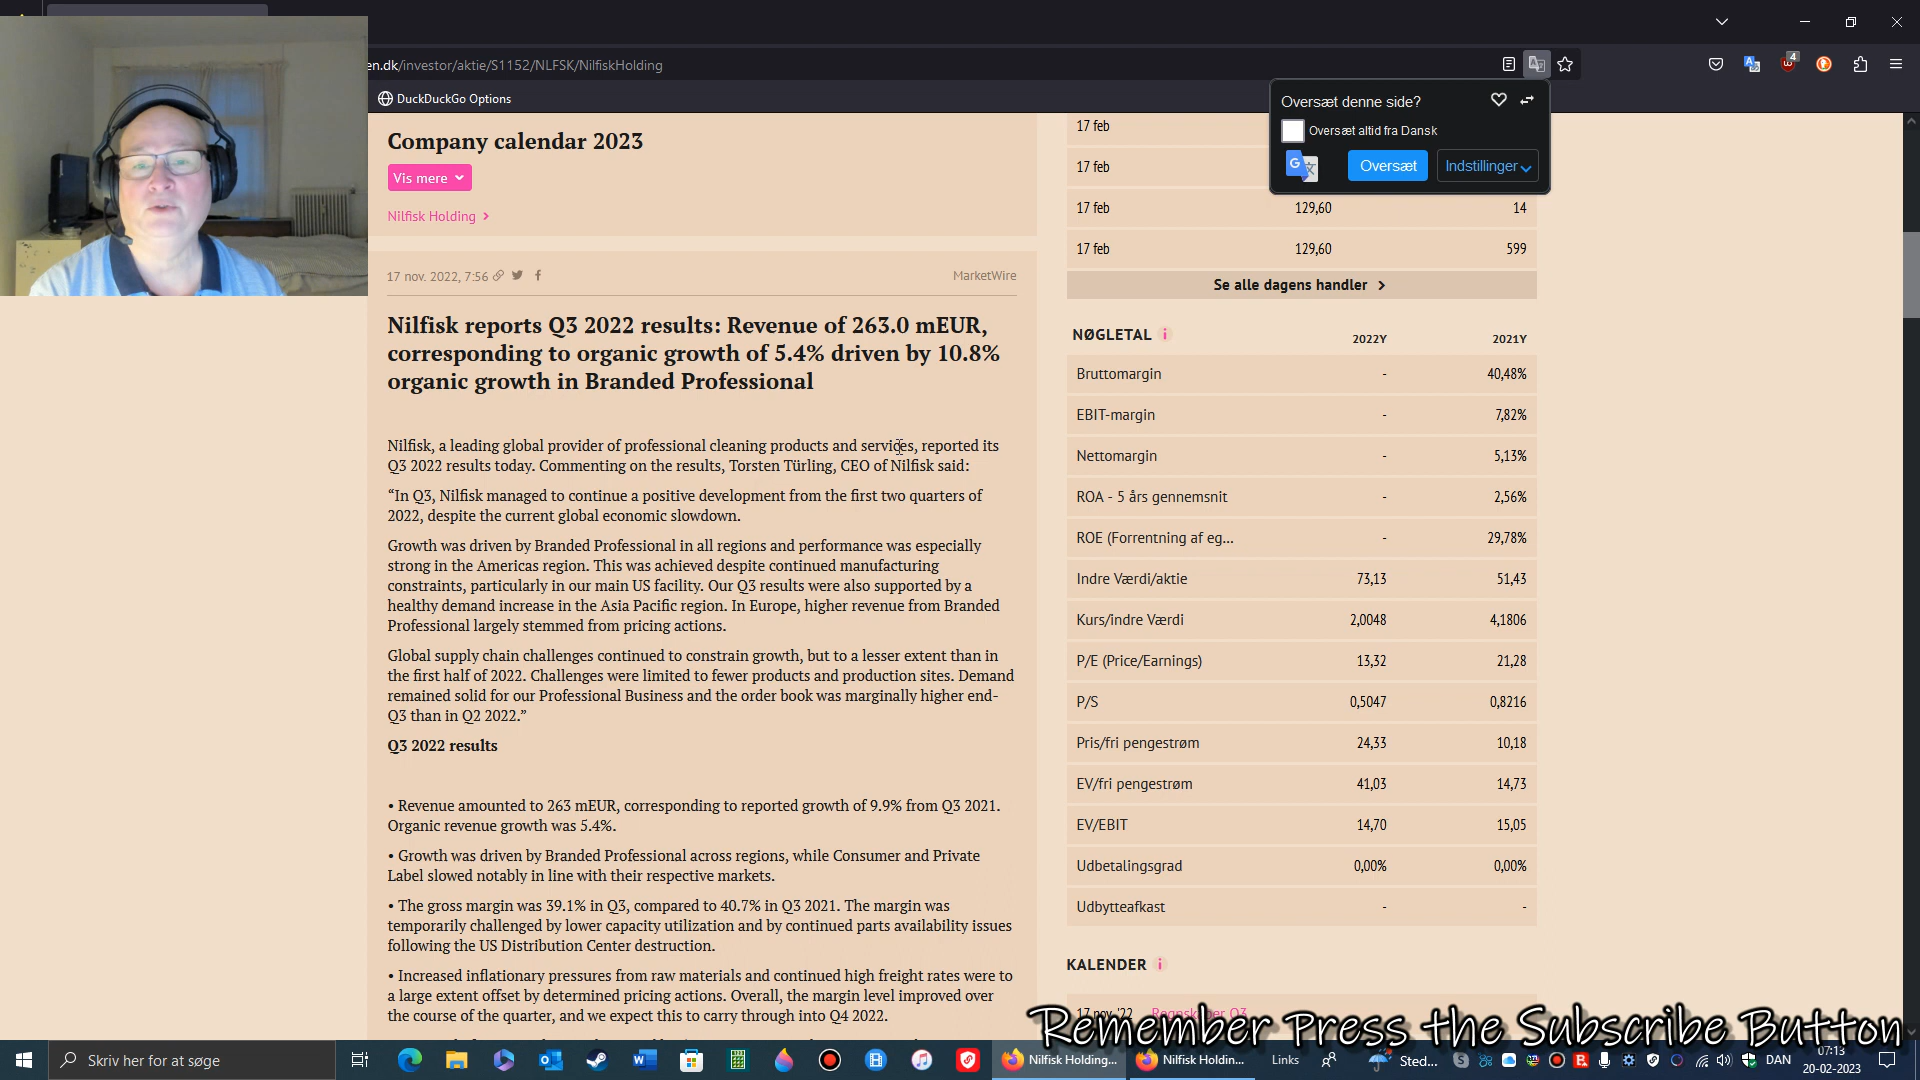 en.dk/investor/aktie/S1152/NLFSK/NilfiskHolding
4
DuckDuckGo Options
Oversæt denne side?
Oversæt altid fra Dansk
Oversæt
Indstillinger
Company calendar 2023
Vis mere
Nilfisk Holding
17 nov. 2022, 7:56
MarketWire
Nilfisk reports Q3 2022 results: Revenue of 263.0 mEUR,
corresponding to organic growth of 5.4% driven by 10.8%
organic growth in Branded Professional
Nilfisk, a leading global provider of professional cleaning products and services, reported its
Q3 2022 results today. Commenting on the results, Torsten Türling, CEO of Nilfisk said:
“In Q3, Nilfisk managed to continue a positive development from the first two quarters of
2022, despite the current global economic slowdown.
Growth was driven by Branded Professional in all regions and performance was especially
strong in the Americas region. This was achieved despite continued manufacturing
constraints, particularly in our main US facility. Our Q3 results were also supported by a
healthy demand increase in the Asia Pacific region. In Europe, higher revenue from Branded
Professional largely stemmed from pricing actions.
Global supply chain challenges continued to constrain growth, but to a lesser extent than in
the first half of 2022. Challenges were limited to fewer products and production sites. Demand
remained solid for our Professional Business and the order book was marginally higher end-
Q3 than in Q2 2022.”
Q3 2022 results
• Revenue amounted to 263 mEUR, corresponding to reported growth of 9.9% from Q3 2021.
Organic revenue growth was 5.4%.
• Growth was driven by Branded Professional across regions, while Consumer and Private
Label slowed notably in line with their respective markets.
• The gross margin was 39.1% in Q3, compared to 40.7% in Q3 2021. The margin was
temporarily challenged by lower capacity utilization and by continued parts availability issues
following the US Distribution Center destruction.
• Increased inflationary pressures from raw materials and continued high freight rates were to
a large extent offset by determined pricing actions. Overall, the margin level improved over
the course of the quarter, and we expect this to carry through into Q4 2022.
17 feb
17 feb
17 feb 129,60 14
17 feb 129,60 599
Se alle dagens handler
NØGLETAL i 2022Y 2021Y
Bruttomargin - 40,48%
EBIT-margin - 7,82%
Nettomargin - 5,13%
ROA - 5 års gennemsnit - 2,56%
ROE (Forrentning af eg... - 29,78%
Indre Værdi/aktie 73,13 51,43
Kurs/indre Værdi 2,0048 4,1806
P/E (Price/Earnings) 13,32 21,28
P/S 0,5047 0,8216
Pris/fri pengestrøm 24,33 10,18
EV/fri pengestrøm 41,03 14,73
EV/EBIT 14,70 15,05
Udbetalingsgrad 0,00% 0,00%
Udbytteafkast - -
KALENDER i
17 nov. '22 Regnskaber Q3
Remember Press the Subscribe Button
Skriv her for at søge
Nilfisk Holding...
Nilfisk Holdin...
Links
Sted...
DAN
07:13
20-02-2023